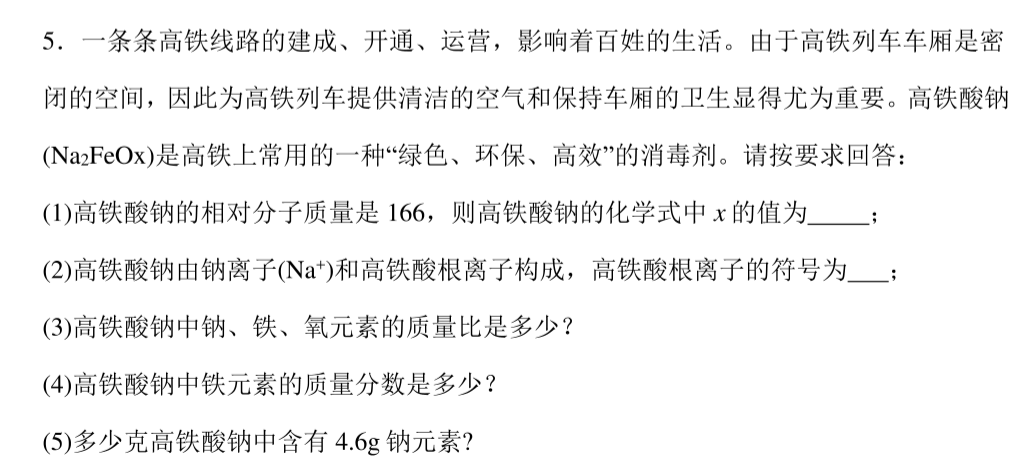 5．一条条高铁线路的建成、开通、运营，影响着百姓的生活。由于高铁列车车厢是密
闭的空间，因此为高铁列车提供清洁的空气和保持车厢的卫生显得尤为重要。高铁酸钠
(Na₂FeOx)是高铁上常用的一种“绿色、环保、高效”的消毒剂。请按要求回答：
(1)高铁酸钠的相对分子质量是 166，则高铁酸钠的化学式中 x 的值为_____；
(2)高铁酸钠由钠离子(Na⁺)和高铁酸根离子构成，高铁酸根离子的符号为___；
(3)高铁酸钠中钠、铁、氧元素的质量比是多少？
(4)高铁酸钠中铁元素的质量分数是多少？
(5)多少克高铁酸钠中含有 4.6g 钠元素?